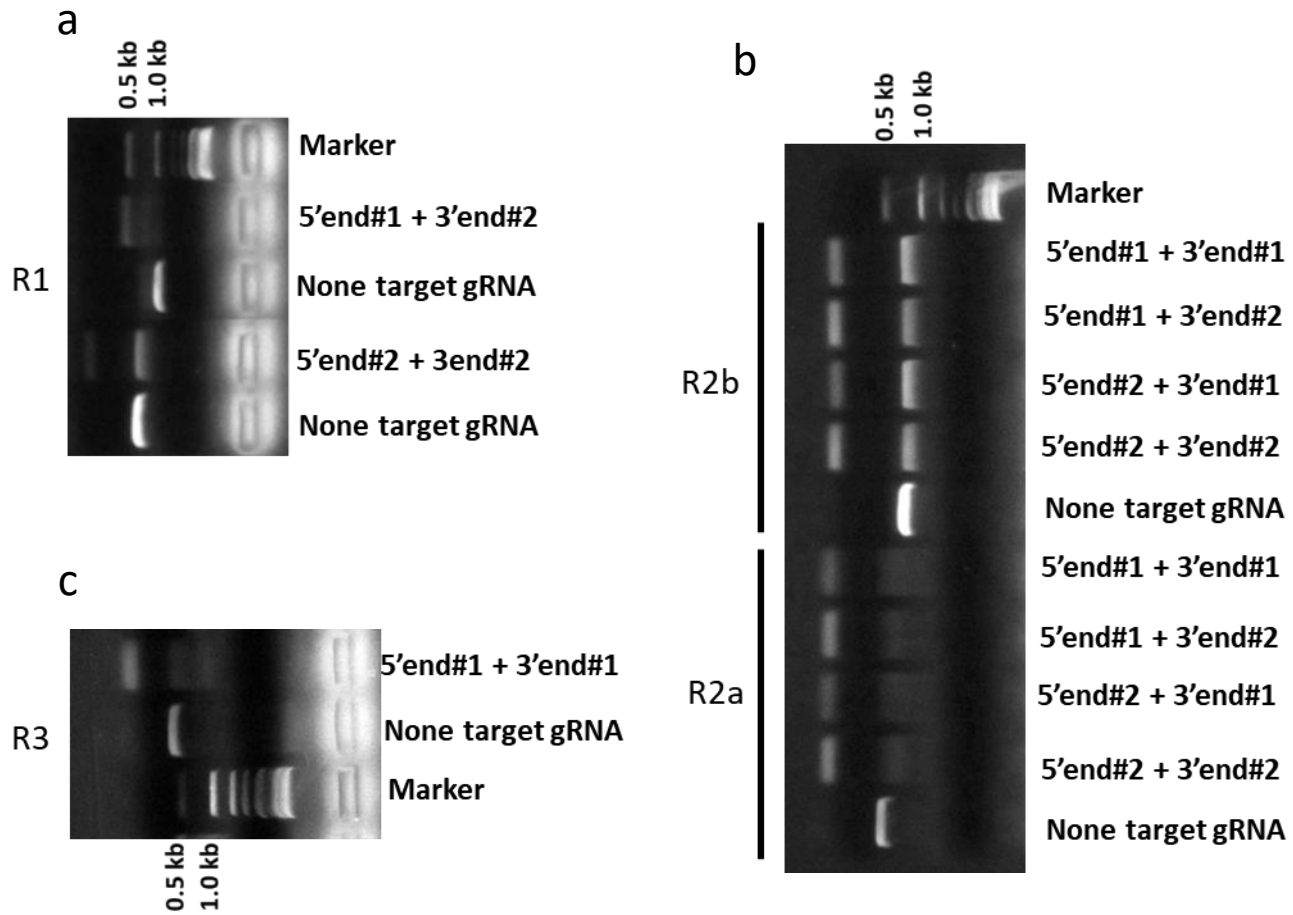 a
0.5 kb
1.0 kb
Marker
5'end#1 + 3'end#2
R1
None target gRNA
5'end#2 + 3end#2
None target gRNA
b
0.5 kb
1.0 kb
Marker
5'end#1 + 3'end#1
5'end#1 + 3'end#2
R2b
5'end#2 + 3'end#1
5'end#2 + 3'end#2
None target gRNA
5'end#1 + 3'end#1
5'end#1 + 3'end#2
R2a
5'end#2 + 3'end#1
5'end#2 + 3'end#2
None target gRNA
c
5'end#1 + 3'end#1
R3
None target gRNA
Marker
0.5 kb
1.0 kb